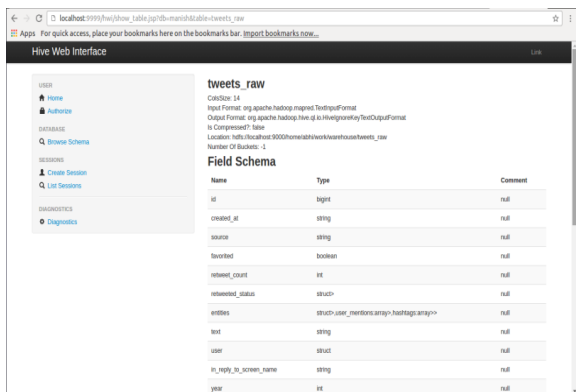 localhost:9999/hwi/show_table.jsp?db=manish&table=tweets_raw
Apps For quick access, place your bookmarks here on the bookmarks bar. Import bookmarks now...
Hive Web Interface
Link
USER
Home
Authorize
DATABASE
Browse Schema
SESSIONS
Create Session
List Sessions
DIAGNOSTICS
Diagnostics
tweets_raw
ColsSize: 14
Input Format: org.apache.hadoop.mapred.TextInputFormat
Output Format: org.apache.hadoop.hive.ql.io.HiveIgnoreKeyTextOutputFormat
Is Compressed?: false
Location: hdfs://localhost:9000/home/abhi/work/warehouse/tweets_raw
Number Of Buckets: -1
Field Schema
Name Type Comment
id bigint null
created_at string null
source string null
favorited boolean null
retweet_count int null
retweeted_status struct> null
entities struct>,user_mentions:array>,hashtags:array>> null
text string null
user struct null
in_reply_to_screen_name string null
year int null